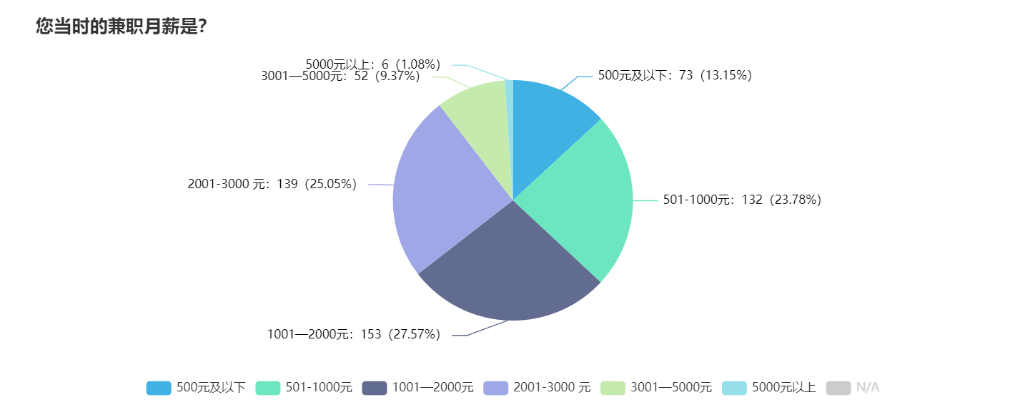 您当时的兼职月薪是?
5000元以上：6（1.08%）
3001—5000元：52（9.37%）
500元及以下：73（13.15%）
2001-3000 元：139（25.05%）
501-1000元：132（23.78%）
1001—2000元：153（27.57%）
500元及以下 501-1000元 1001—2000元 2001-3000 元 3001—5000元 5000元以上 N/A